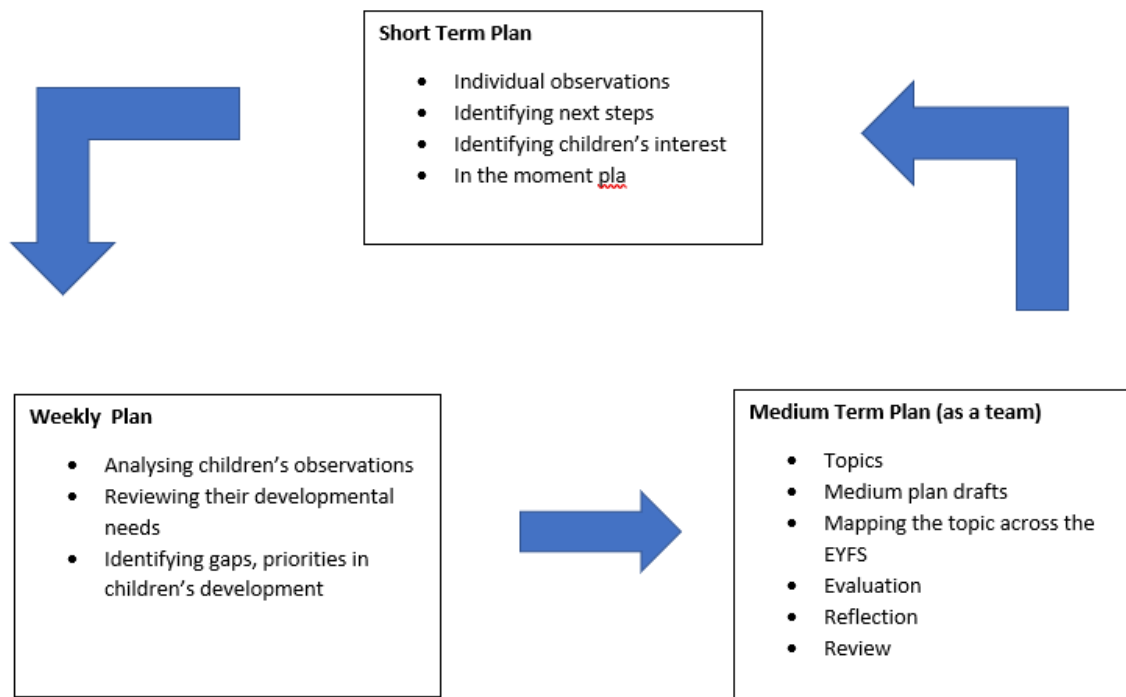 Short Term Plan
• Individual observations
• Identifying next steps
• Identifying children’s interest
• In the moment pla
Weekly  Plan
• Analysing children’s observations
• Reviewing their developmental
needs
• Identifying gaps, priorities in
children’s development
Medium Term Plan (as a team)
• Topics
• Medium plan drafts
• Mapping the topic across the
EYFS
• Evaluation
• Reflection
• Review